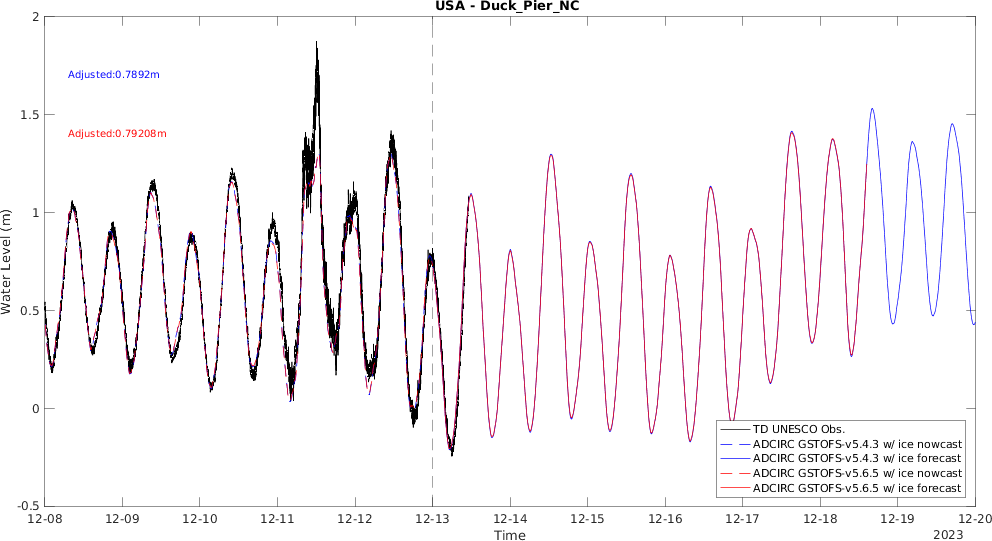 USA - Duck_Pier_NC
2
1.5
1
0.5
0
-0.5
Water Level (m)
Adjusted:0.7892m
Adjusted:0.79208m
TD UNESCO Obs.
ADCIRC GSTOFS-v5.4.3 w/ ice nowcast
ADCIRC GSTOFS-v5.4.3 w/ ice forecast
ADCIRC GSTOFS-v5.6.5 w/ ice nowcast
ADCIRC GSTOFS-v5.6.5 w/ ice forecast
12-08 12-09 12-10 12-11 12-12 12-13 12-14 12-15 12-16 12-17 12-18 12-19 12-20
Time
2023